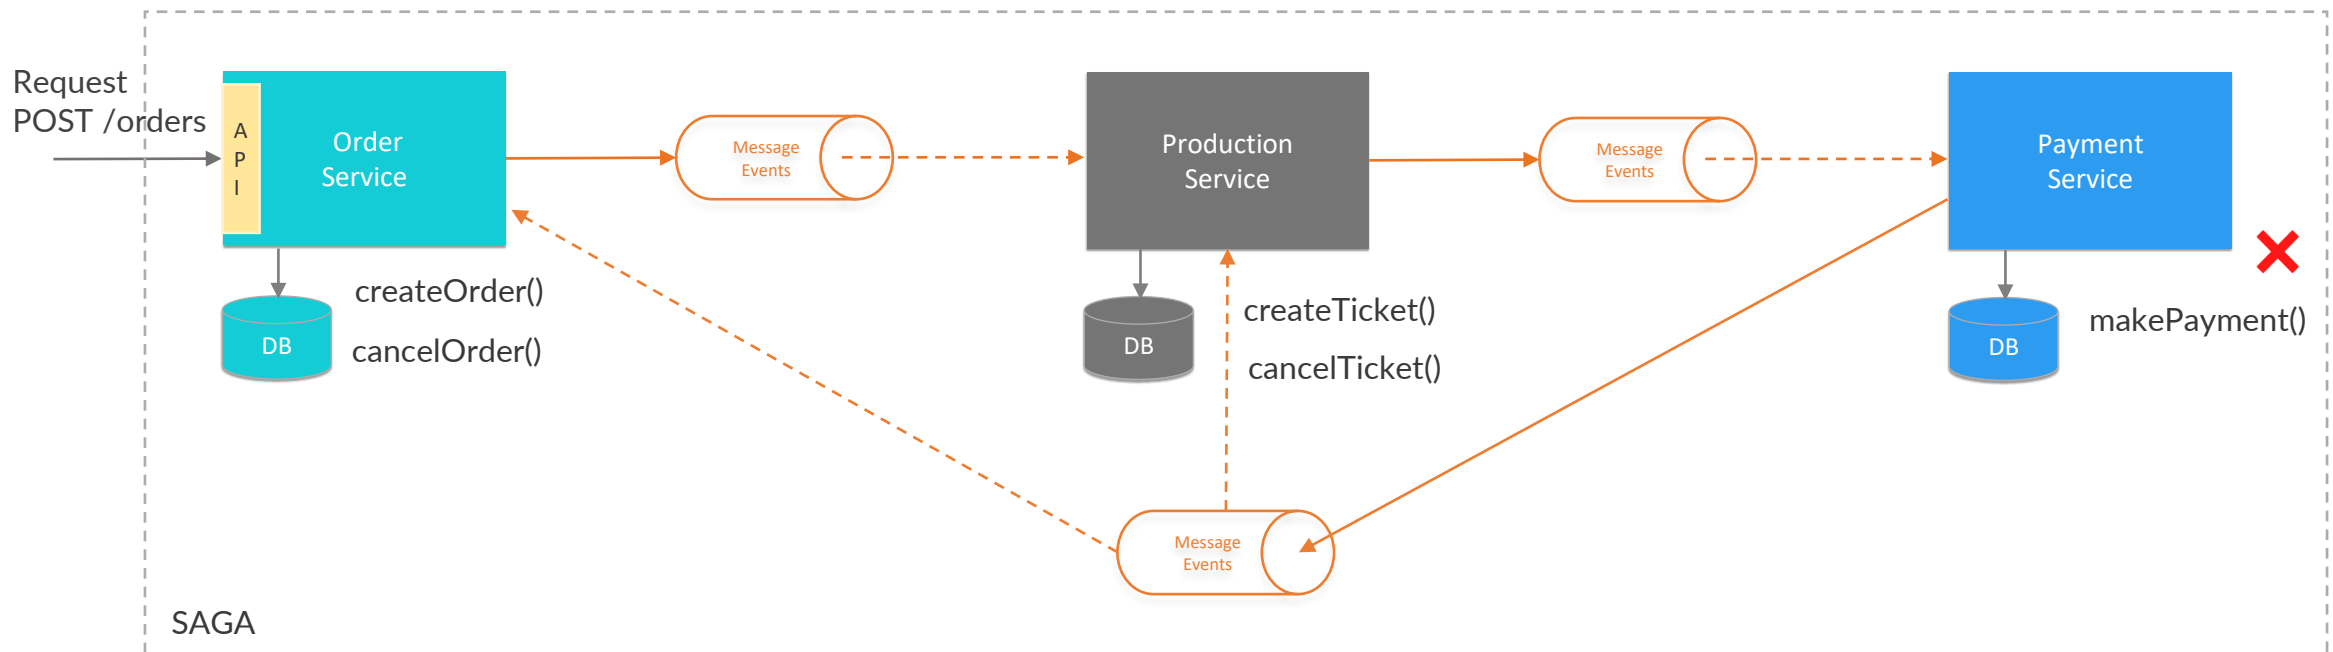 Request
POST /orders
A
P
I
Order
Service
Message
Events
Production
Service
Message
Events
Payment
Service
createOrder()
cancelOrder()
DB
createTicket()
cancelTicket()
DB
makePayment()
DB
Message
Events
SAGA